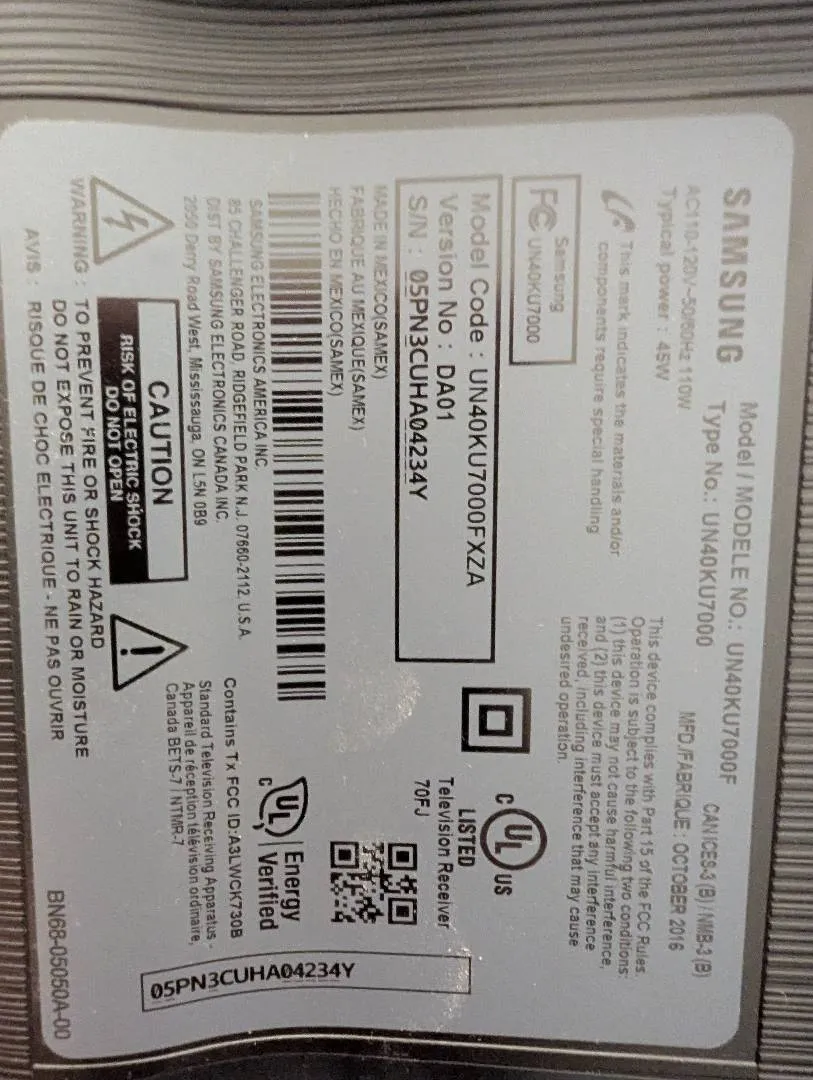 SAMSUNG
Model / MODELE NO.: UN40KU7000F
Type No.: UN40KU7000
AC110-120V~50/60Hz 110W
Typical power : 45W
CAN ICES-3 (B) / NMB-3 (B)
MFD./FABRIQUE : OCTOBER 2016
This mark indicates the materials and/or
components require special handling
This device complies with Part 15 of the FCC Rules.
Operation is subject to the following two conditions:
(1) this device may not cause harmful interference,
and (2) this device must accept any interference
received, including interference that may cause
undesired operation.
FC Samsung
UN40KU7000
Model Code : UN40KU7000FXZA
Version No : DA01
S/N : 05PN3CUHA04234Y
C UL US
LISTED
Television Receiver
70FJ
MADE IN MEXICO(SAMEX)
FABRIQUE AU MEXIQUE(SAMEX)
HECHO EN MEXICO(SAMEX)
C UL Energy
Verified
SAMSUNG ELECTRONICS AMERICA INC.
85 CHALLENGER ROAD, RIDGEFIELD PARK N.J. 07660-2112, U.S.A.
DIST BY SAMSUNG ELECTRONICS CANADA INC.
2050 Derry Road West, Mississauga, ON L5N 0B9
Contains Tx FCC ID:A3LWCK730B
Standard Television Receiving Apparatus -
Appareil de réception télévision ordinaire,
Canada BETS-7 / NTMR-7
CAUTION
RISK OF ELECTRIC SHOCK
DO NOT OPEN
WARNING : TO PREVENT FIRE OR SHOCK HAZARD
DO NOT EXPOSE THIS UNIT TO RAIN OR MOISTURE
AVIS : RISQUE DE CHOC ELECTRIQUE - NE PAS OUVRIR
05PN3CUHA04234Y
BN68-05050A-00